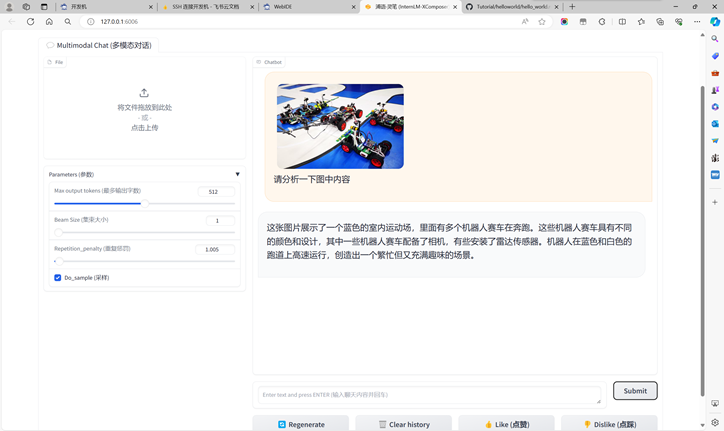 开发机
SSH 连接开发机 - 飞书云文档
WebIDE
浦语·灵笔 (InternLM-XCompose
Tutorial/helloworld/hello_world.
127.0.0.1:6006
Multimodal Chat (多模态对话)
File
将文件拖放到此处
- 或 -
点击上传
Parameters (参数)
Max output tokens (最多输出字数)
512
Beam Size (集束大小)
1
Repetition_penalty (重复惩罚)
1.005
Do_sample (采样)
Chatbot
请分析一下图中内容
这张图片展示了一个蓝色的室内运动场，里面有多个机器人赛车在奔跑。这些机器人赛车具有不同
的颜色和设计，其中一些机器人赛车配备了相机，有些安装了雷达传感器。机器人在蓝色和白色的
跑道上高速运行，创造出一个繁忙但又充满趣味的场景。
Enter text and press ENTER (输入聊天内容并回车)
Submit
Regenerate
Clear history
Like (点赞)
Dislike (点踩)